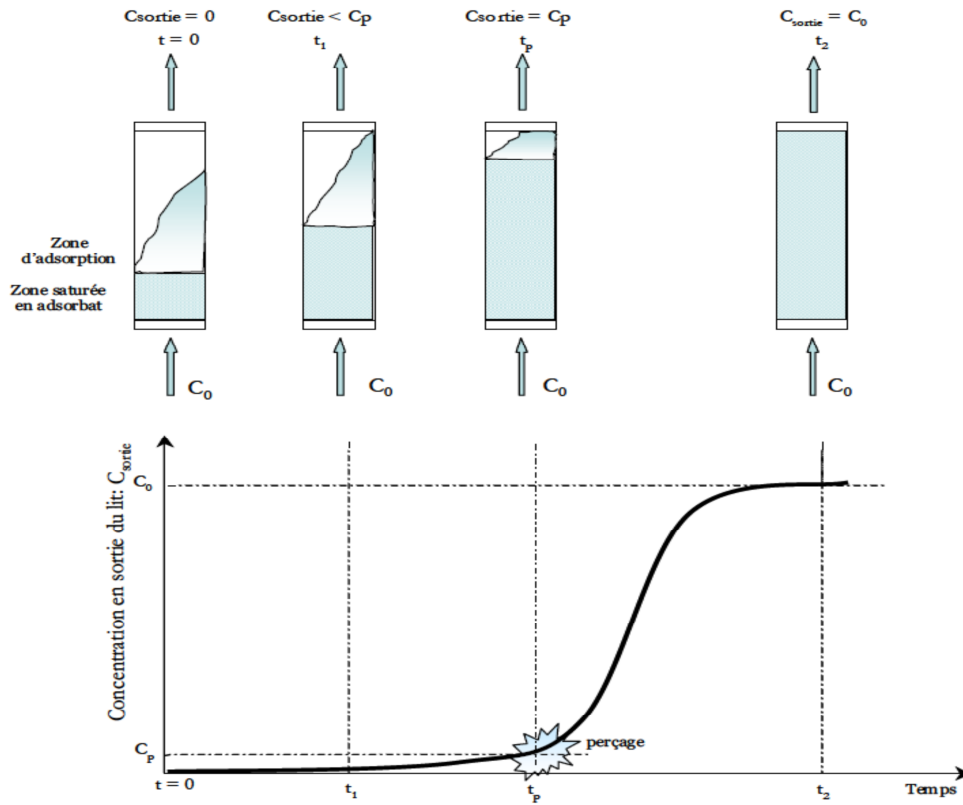 Csortie = 0
t = 0
Csortie < Cp
t1
Csortie = Cp
tp
Csortie = C0
t2
Zone
d'adsorption
Zone saturée
en adsorbat
C0
C0
C0
C0
Concentration en sortie du lit: Csortie
C0
Cp
perçage
t = 0
t1
tp
t2
Temps